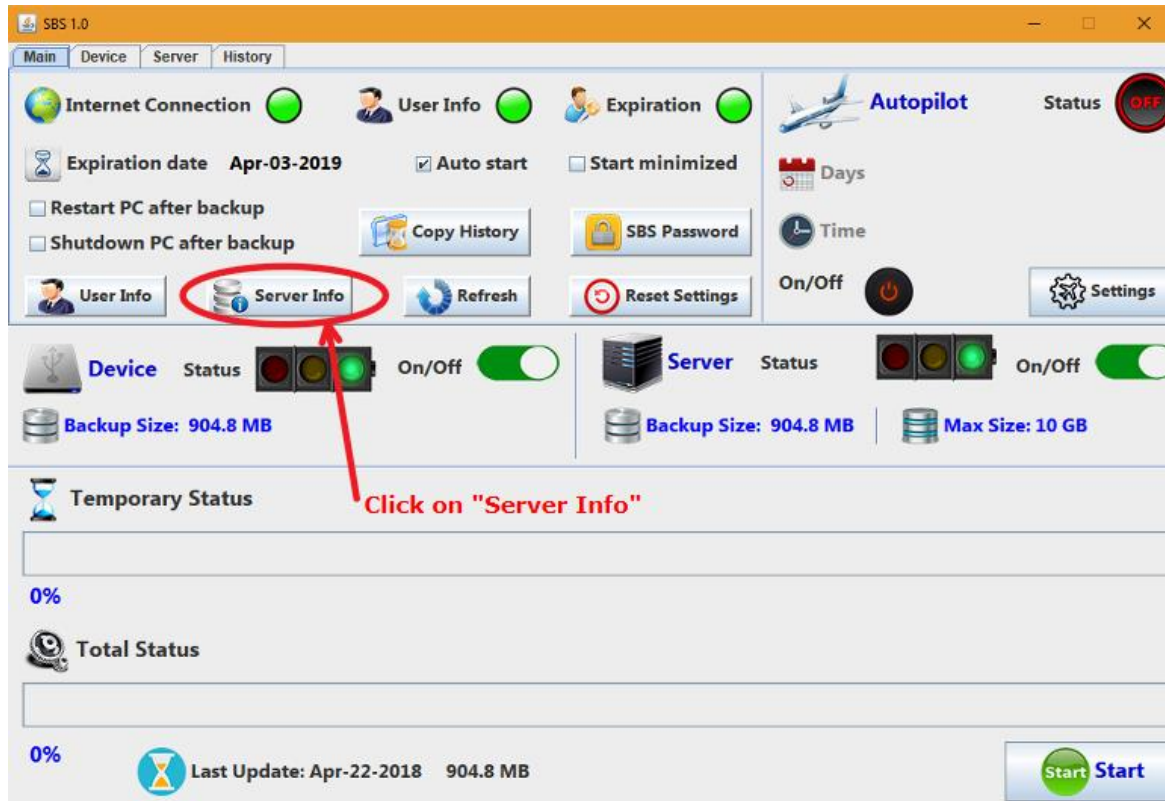 SBS 1.0
Main Device Server History
Internet Connection User Info Expiration
Expiration date Apr-03-2019 Auto start Start minimized
Restart PC after backup
Shutdown PC after backup
Copy History SBS Password
User Info Server Info Refresh Reset Settings
Autopilot Status OFF
Days
Time
On/Off Settings
Device Status On/Off
Backup Size: 904.8 MB
Server Status On/Off
Backup Size: 904.8 MB Max Size: 10 GB
Temporary Status
Click on "Server Info"
0%
Total Status
0%
Last Update: Apr-22-2018 904.8 MB
Start Start